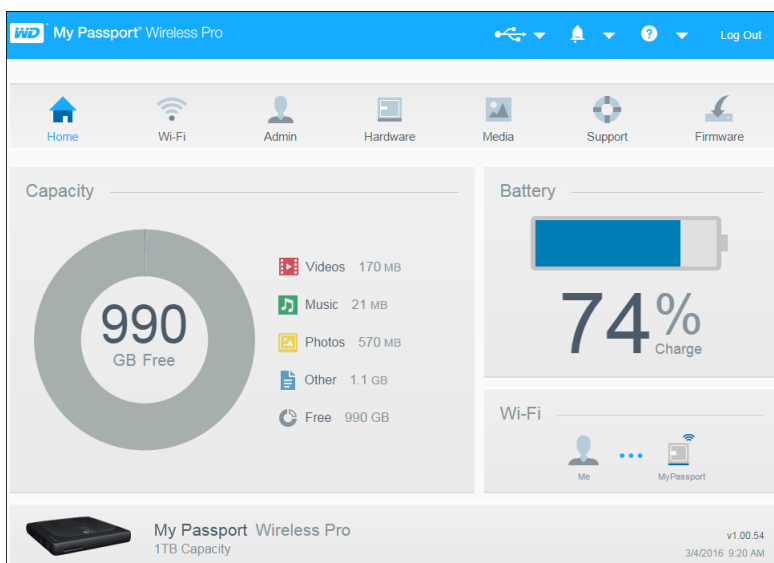 WD My Passport® Wireless Pro
Log Out
Home Wi-Fi Admin Hardware Media Support Firmware
Capacity
990
GB Free
Videos 170 MB
Music 21 MB
Photos 570 MB
Other 1.1 GB
Free 990 GB
Battery
74%
Charge
Wi-Fi
Me MyPassport
My Passport Wireless Pro
1TB Capacity
v1.00.54
3/4/2016 9:20 AM